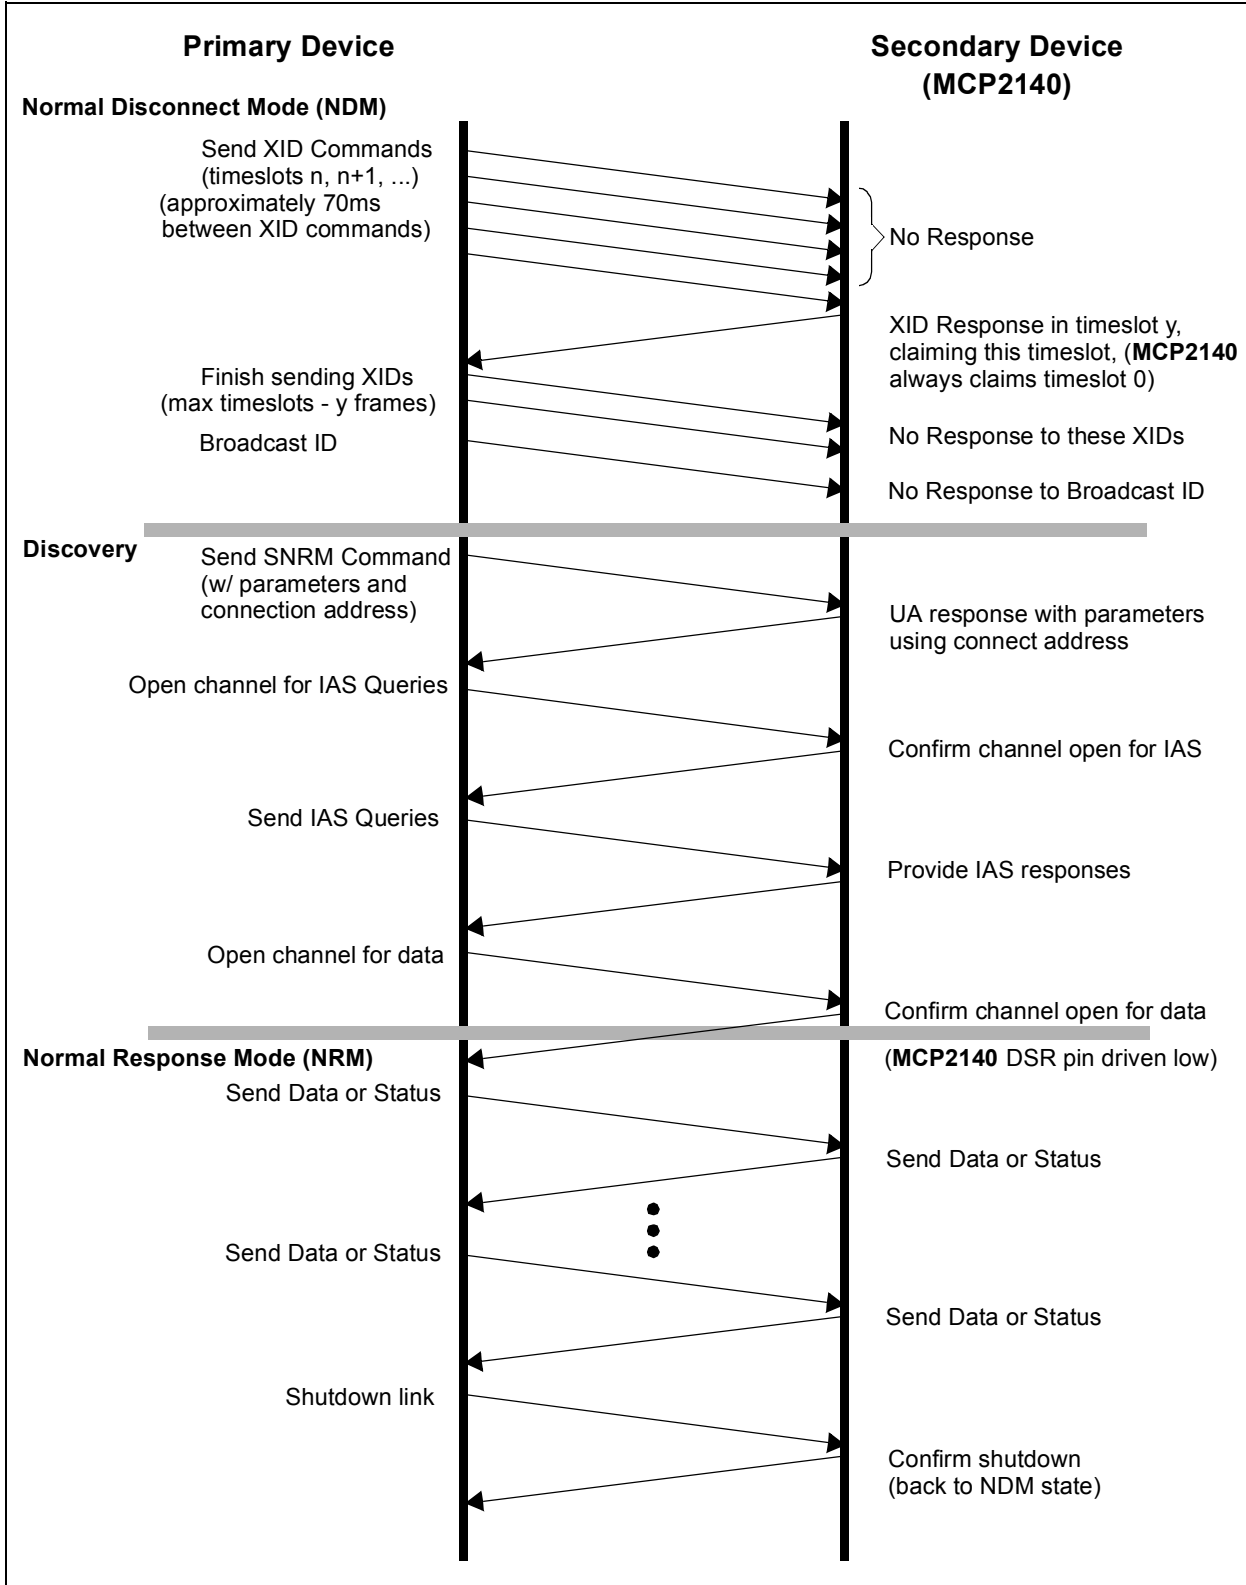 Primary Device
Secondary Device
(MCP2140)
Normal Disconnect Mode (NDM)
Send XID Commands
(timeslots n, n+1, ...)
(approximately 70ms
between XID commands)
No Response
XID Response in timeslot y,
claiming this timeslot, (MCP2140
always claims timeslot 0)
Finish sending XIDs
(max timeslots - y frames)
No Response to these XIDs
Broadcast ID
No Response to Broadcast ID
Discovery
Send SNRM Command
(w/ parameters and
connection address)
UA response with parameters
using connect address
Open channel for IAS Queries
Confirm channel open for IAS
Send IAS Queries
Provide IAS responses
Open channel for data
Confirm channel open for data
Normal Response Mode (NRM)
(MCP2140 DSR pin driven low)
Send Data or Status
Send Data or Status
Send Data or Status
Send Data or Status
Shutdown link
Confirm shutdown
(back to NDM state)